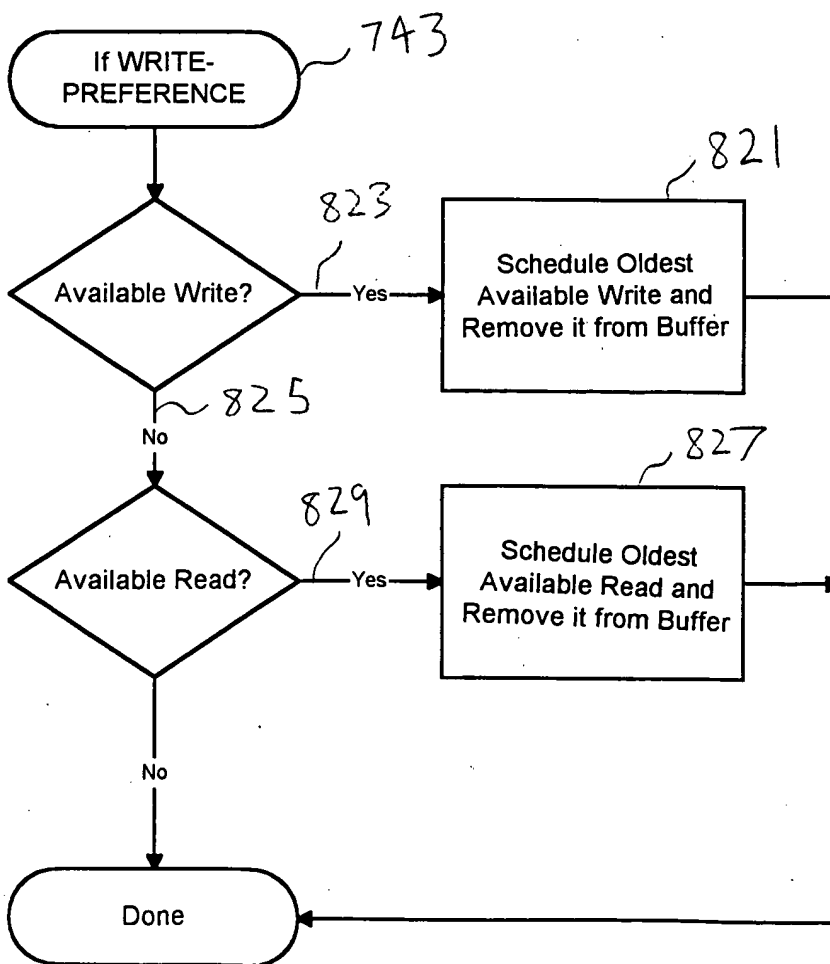 If WRITE-
PREFERENCE
743
Available Write?
823
Yes
821
Schedule Oldest
Available Write and
Remove it from Buffer
825
No
Available Read?
829
Yes
827
Schedule Oldest
Available Read and
Remove it from Buffer
No
Done